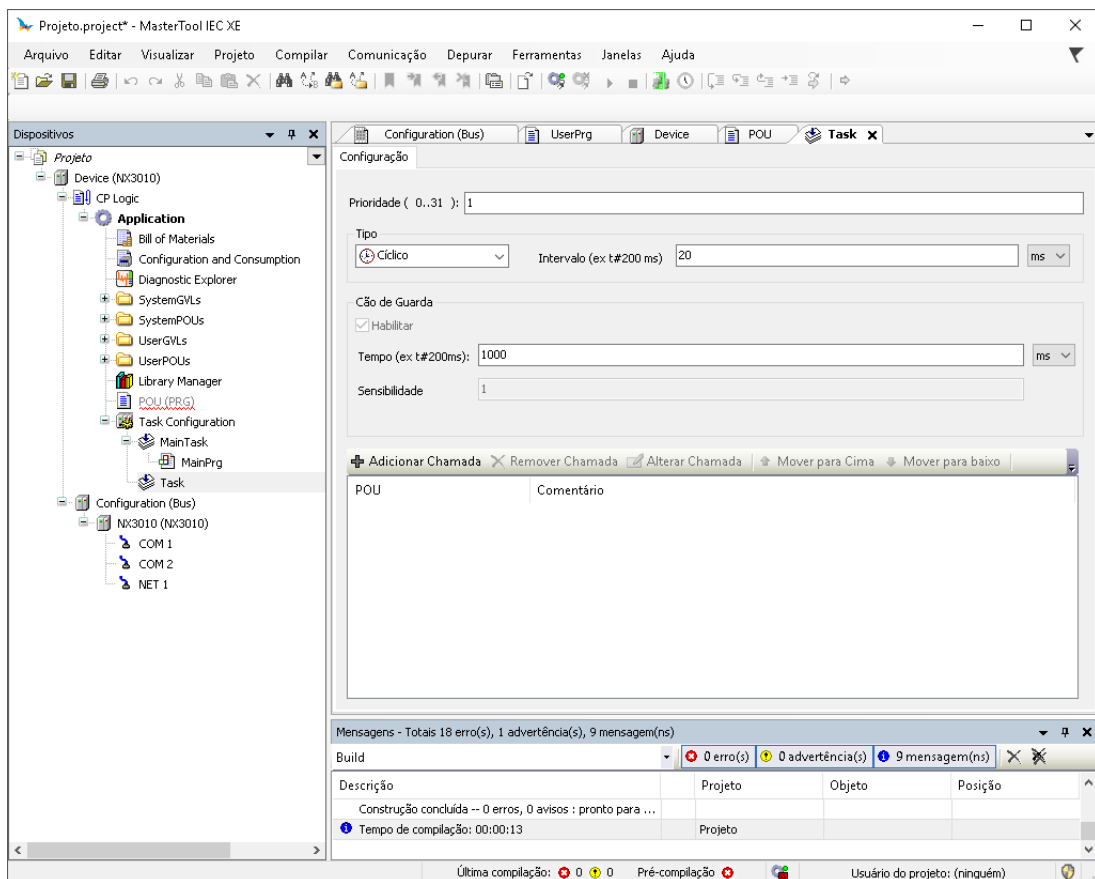 Projeto.project* - MasterTool IEC XE
Arquivo Editar Visualizar Projeto Compilar Comunicação Depurar Ferramentas Janelas Ajuda
Dispositivos
Configuration (Bus) UserPrg Device POU Task
Projeto
Configuração
Device (NX3010)
CP Logic
Application
Bill of Materials
Configuration and Consumption
Diagnostic Explorer
SystemGVLs
SystemPOUs
UserGVLs
UserPOUs
Library Manager
POU (PRG)
Task Configuration
MainTask
MainPrg
Task
Configuration (Bus)
NX3010 (NX3010)
COM 1
COM 2
NET 1
Prioridade ( 0..31 ): 1
Tipo
Cíclico Intervalo (ex t#200 ms) 20 ms
Cão de Guarda
Habilitar
Tempo (ex t#200ms): 1000 ms
Sensibilidade 1
Adicionar Chamada Remover Chamada Alterar Chamada Mover para Cima Mover para baixo
POU Comentário
Mensagens - Totais 18 erro(s), 1 advertência(s), 9 mensagem(ns)
Build 0 erro(s) 0 advertência(s) 9 mensagem(ns)
Descrição Projeto Objeto Posição
Construção concluída -- 0 erros, 0 avisos : pronto para ...
Tempo de compilação: 00:00:13 Projeto
Última compilação: 0 0 Pré-compilação Usuário do projeto: (ninguém)